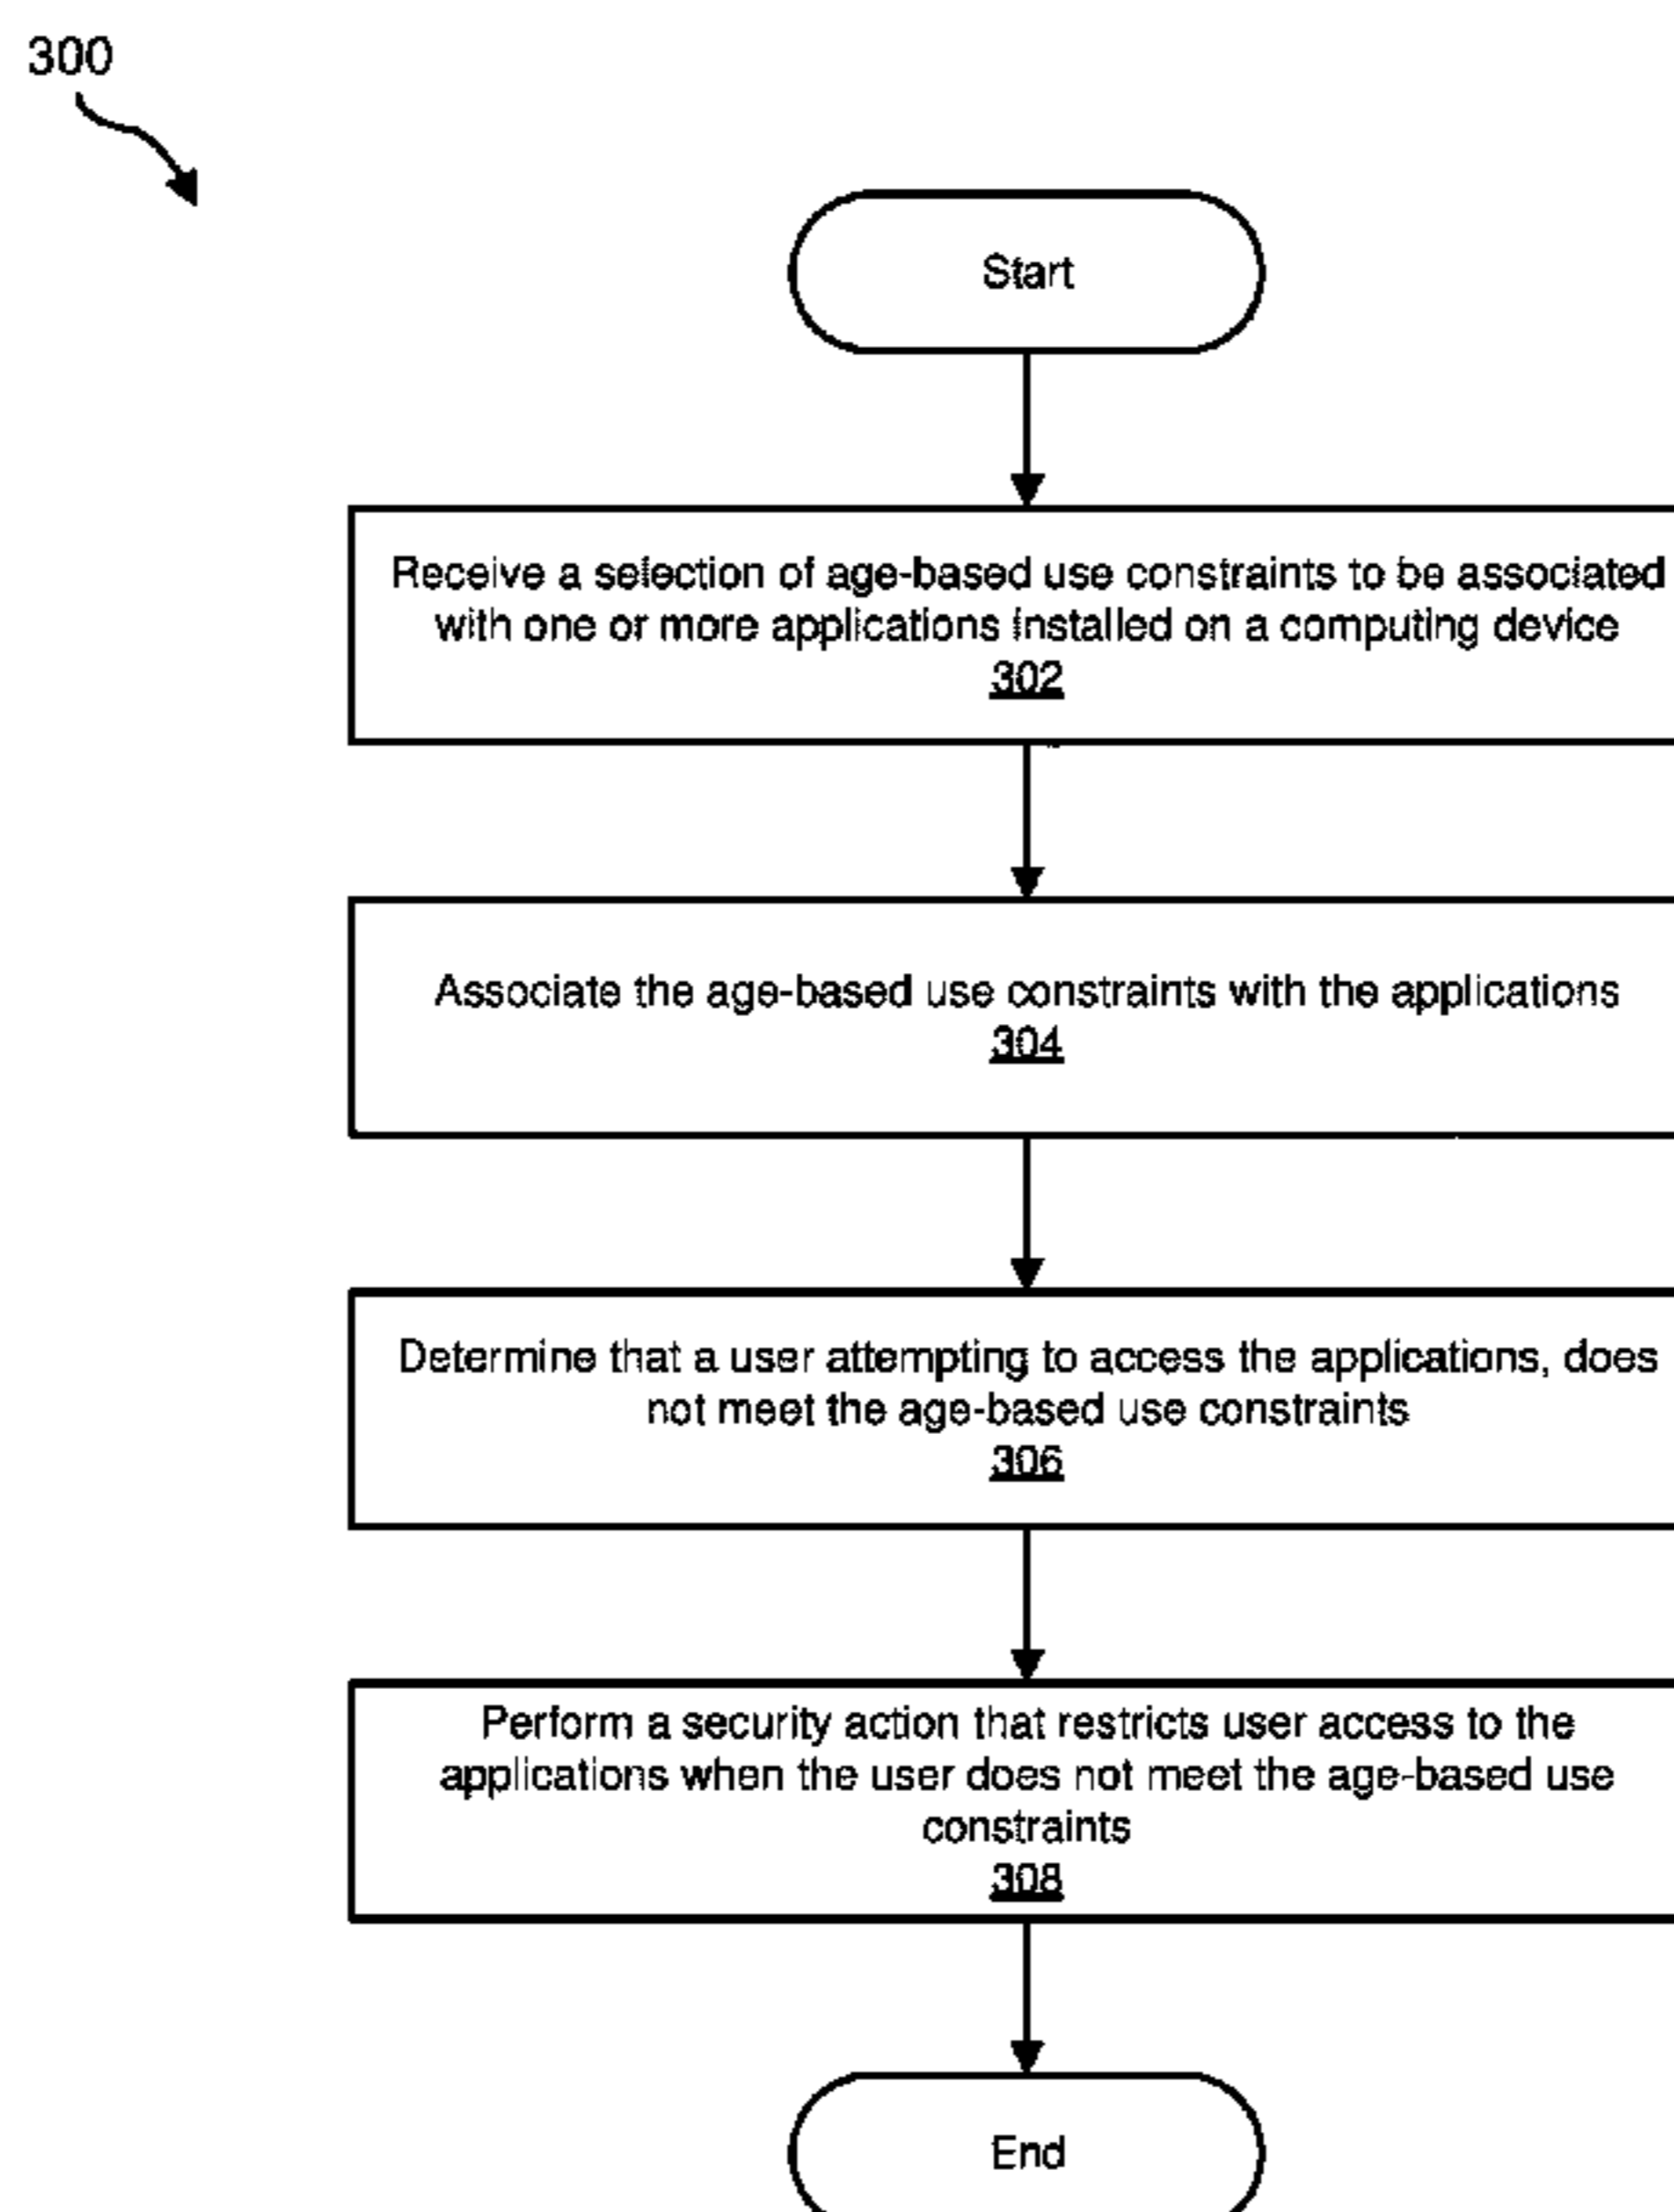 300
Start
Receive a selection of age-based use constraints to be associated
with one or more applications installed on a computing device
302
Associate the age-based use constraints with the applications
304
Determine that a user attempting to access the applications, does
not meet the age-based use constraints
306
Perform a security action that restricts user access to the
applications when the user does not meet the age-based use
constraints
308
End